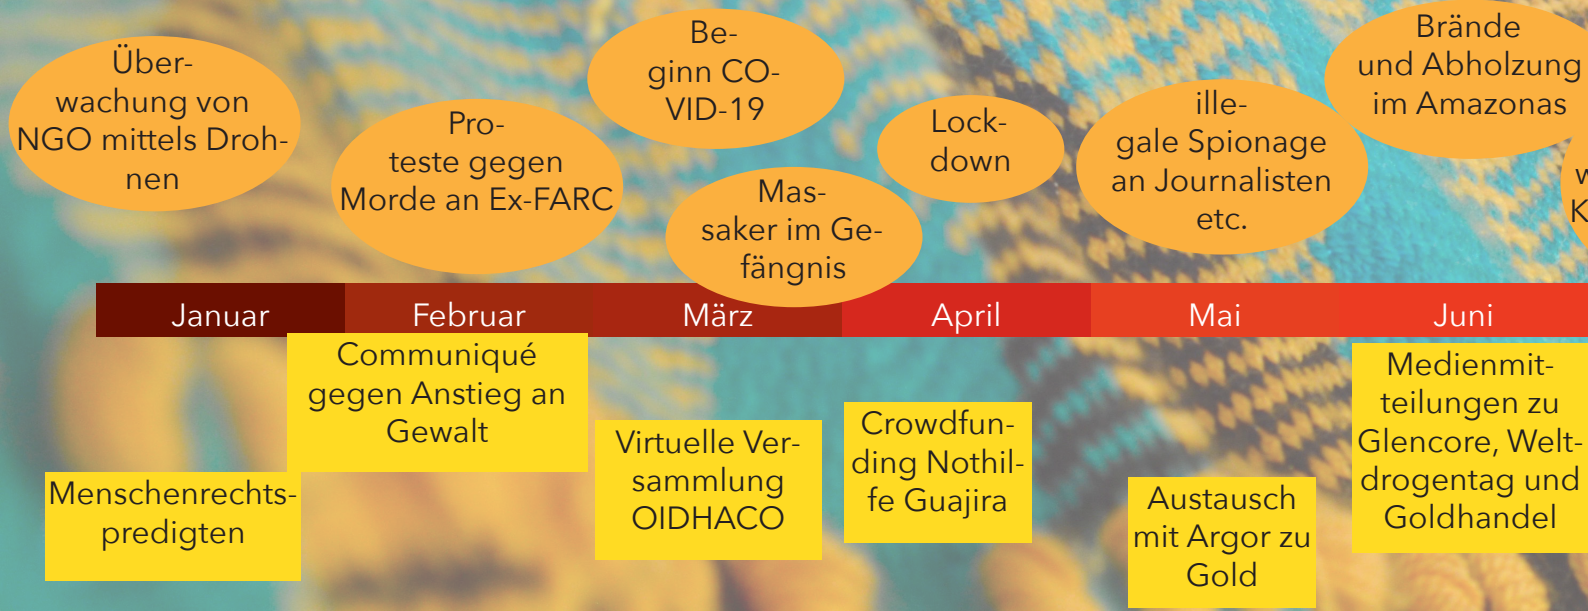 Über-
wachung von
NGO mittels Droh-
nen
Pro-
teste gegen
Morde an Ex-FARC
Be-
ginn CO-
VID-19
Mas-
saker im Ge-
fängnis
Lock-
down
ille-
gale Spionage
an Journalisten
etc.
Brände
und Abholzung
im Amazonas
Januar
Februar
März
April
Mai
Juni
Menschenrechts-
predigten
Communiqué
gegen Anstieg an
Gewalt
Virtuelle Ver-
sammlung
OIDHACO
Crowdfun-
ding Nothil-
fe Guajira
Austausch
mit Argor zu
Gold
Medienmit-
teilungen zu
Glencore, Welt-
drogentag und
Goldhandel